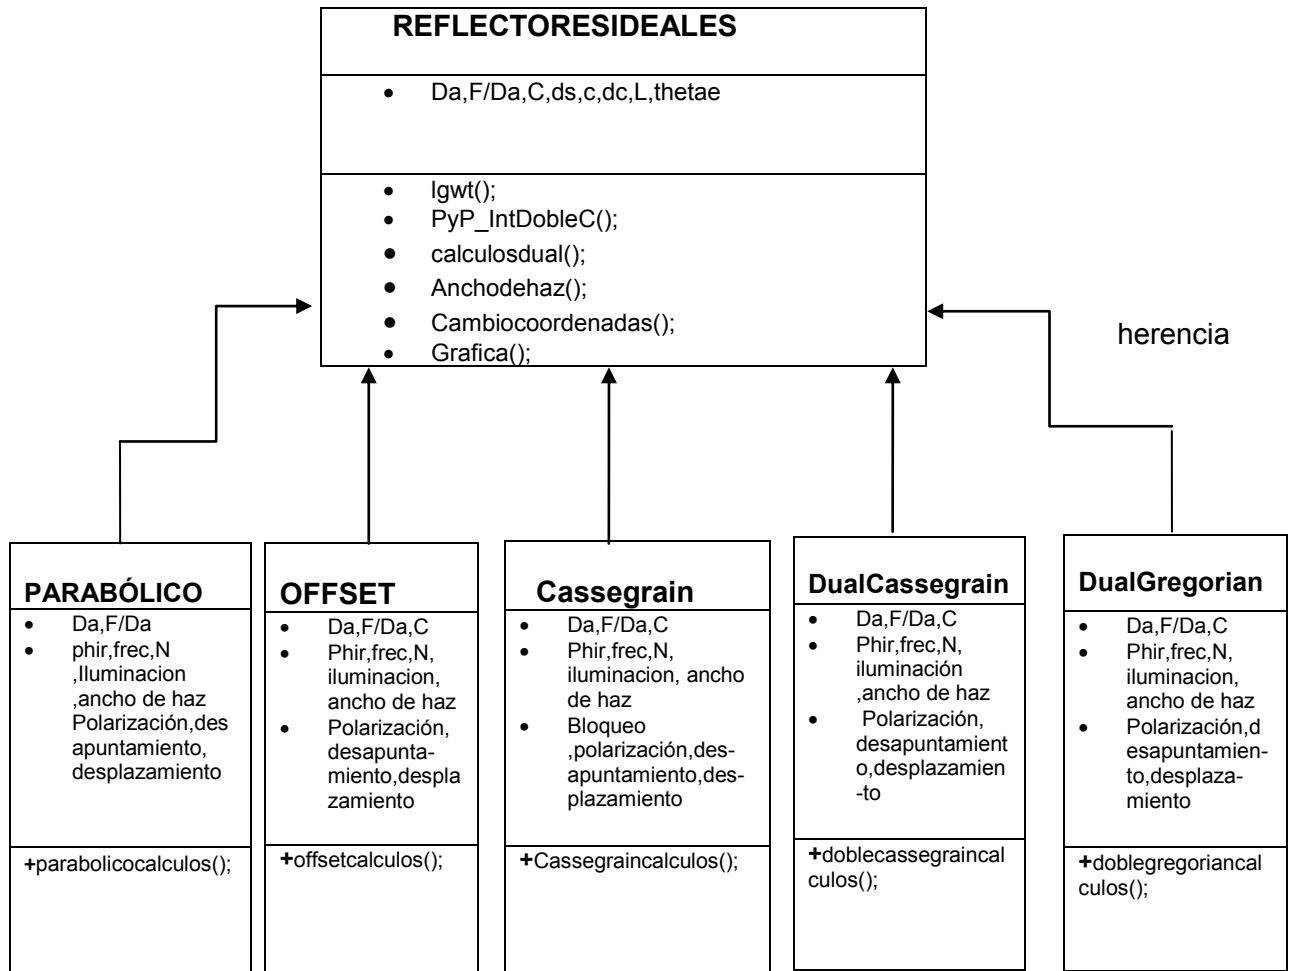 REFLECTORESIDEALES
• Da,F/Da,C,ds,c,dc,L,thetae
• lgwt();
• PyP_IntDobleC();
• calculosdual();
• Anchodehaz();
• Cambiocoordenadas();
• Grafica();
herencia
PARABÓLICO
• Da,F/Da
• phir,frec,N
,Iluminacion
,ancho de haz
Polarización,des
apuntamiento,
desplazamiento
+parabolicocalculos();
OFFSET
• Da,F/Da,C
• Phir,frec,N,
iluminacion,
ancho de haz
• Polarización,
desapunta-
miento,despla
zamiento
+offsetcalculos();
Cassegrain
• Da,F/Da,C
• Phir,frec,N,
iluminacion, ancho
de haz
• Bloqueo
,polarización,des-
apuntamiento,des-
plazamiento
+Cassegraincalculos();
DualCassegrain
• Da,F/Da,C
• Phir,frec,N,
iluminación
,ancho de haz
• Polarización,
desapuntamient
o,desplazamien
-to
+doblecassegraincal
culos();
DualGregorian
• Da,F/Da,C
• Phir,frec,N,
iluminacion,
ancho de haz
• Polarización,d
esapuntamien-
to,desplaza-
miento
+doblegregoriancal
culos();